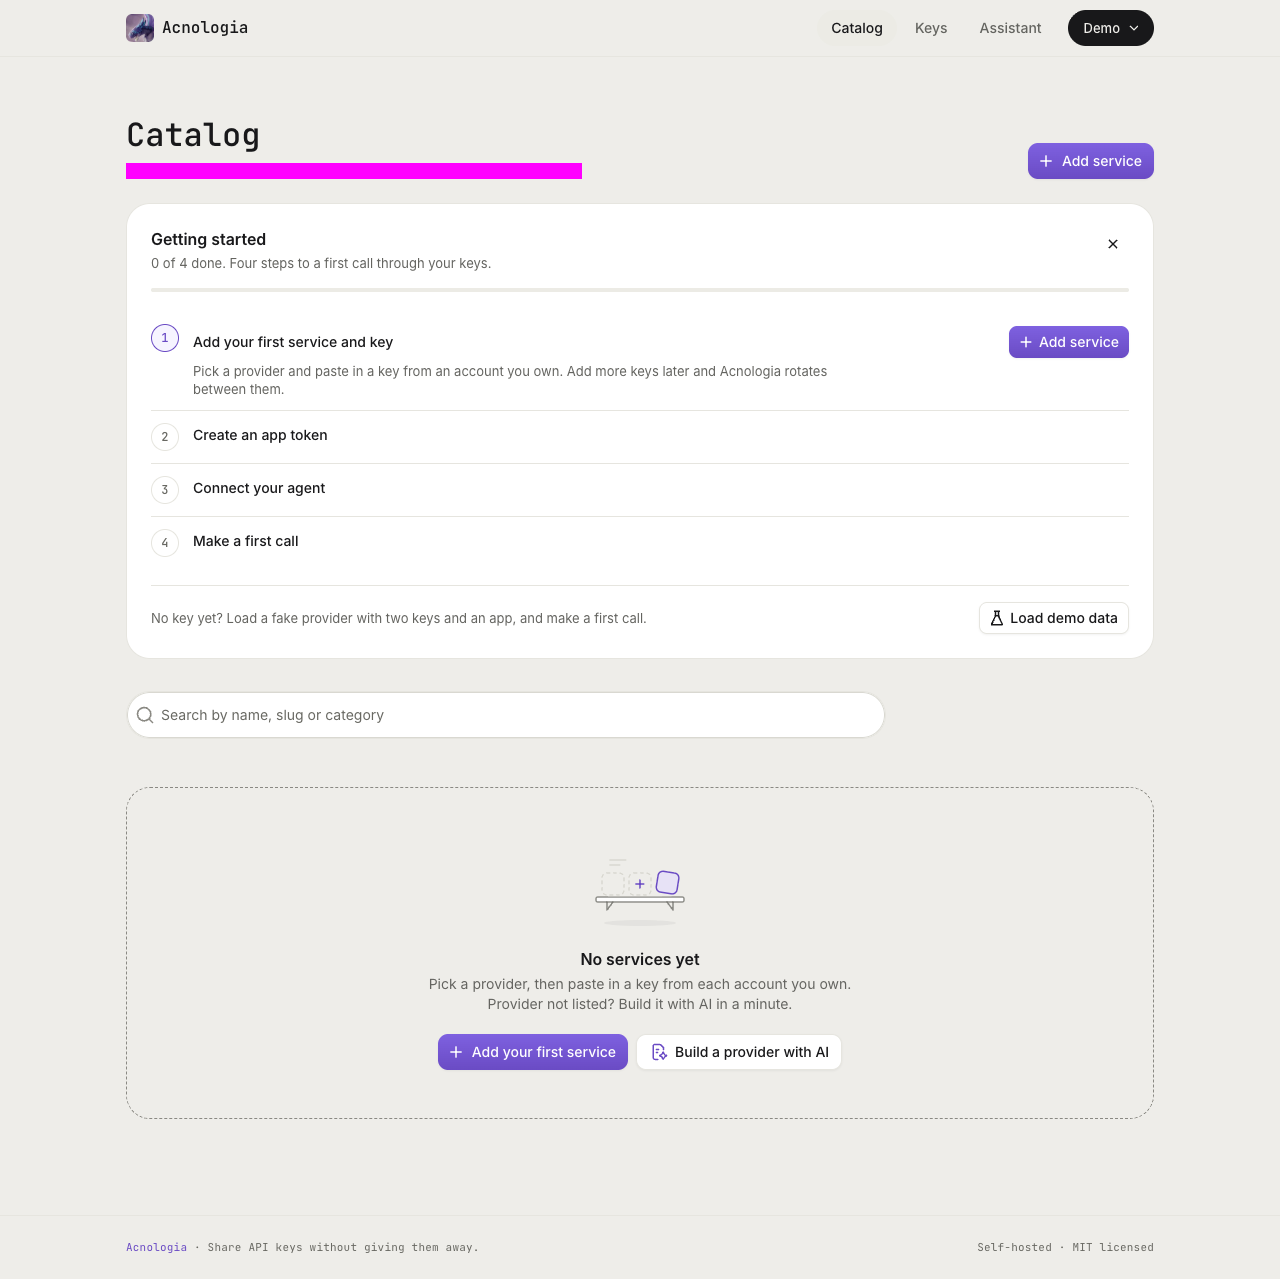 Acnologia
Catalog
Keys
Assistant
Demo
Catalog
Add service
Getting started
0 of 4 done. Four steps to a first call through your keys.
1
Add your first service and key
Add service
Pick a provider and paste in a key from an account you own. Add more keys later and Acnologia rotates
between them.
2
Create an app token
3
Connect your agent
4
Make a first call
No key yet? Load a fake provider with two keys and an app, and make a first call.
Load demo data
Search by name, slug or category
No services yet
Pick a provider, then paste in a key from each account you own.
Provider not listed? Build it with AI in a minute.
Add your first service
Build a provider with AI
Acnologia · Share API keys without giving them away.
Self-hosted · MIT licensed